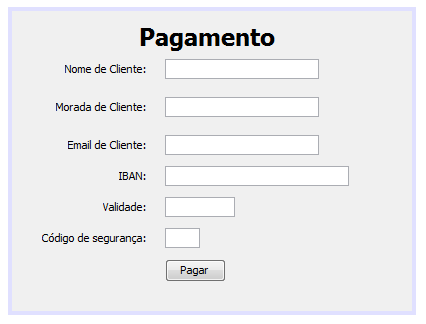 Pagamento
Nome de Cliente:
Morada de Cliente:
Email de Cliente:
IBAN:
Validade:
Código de segurança:
Pagar